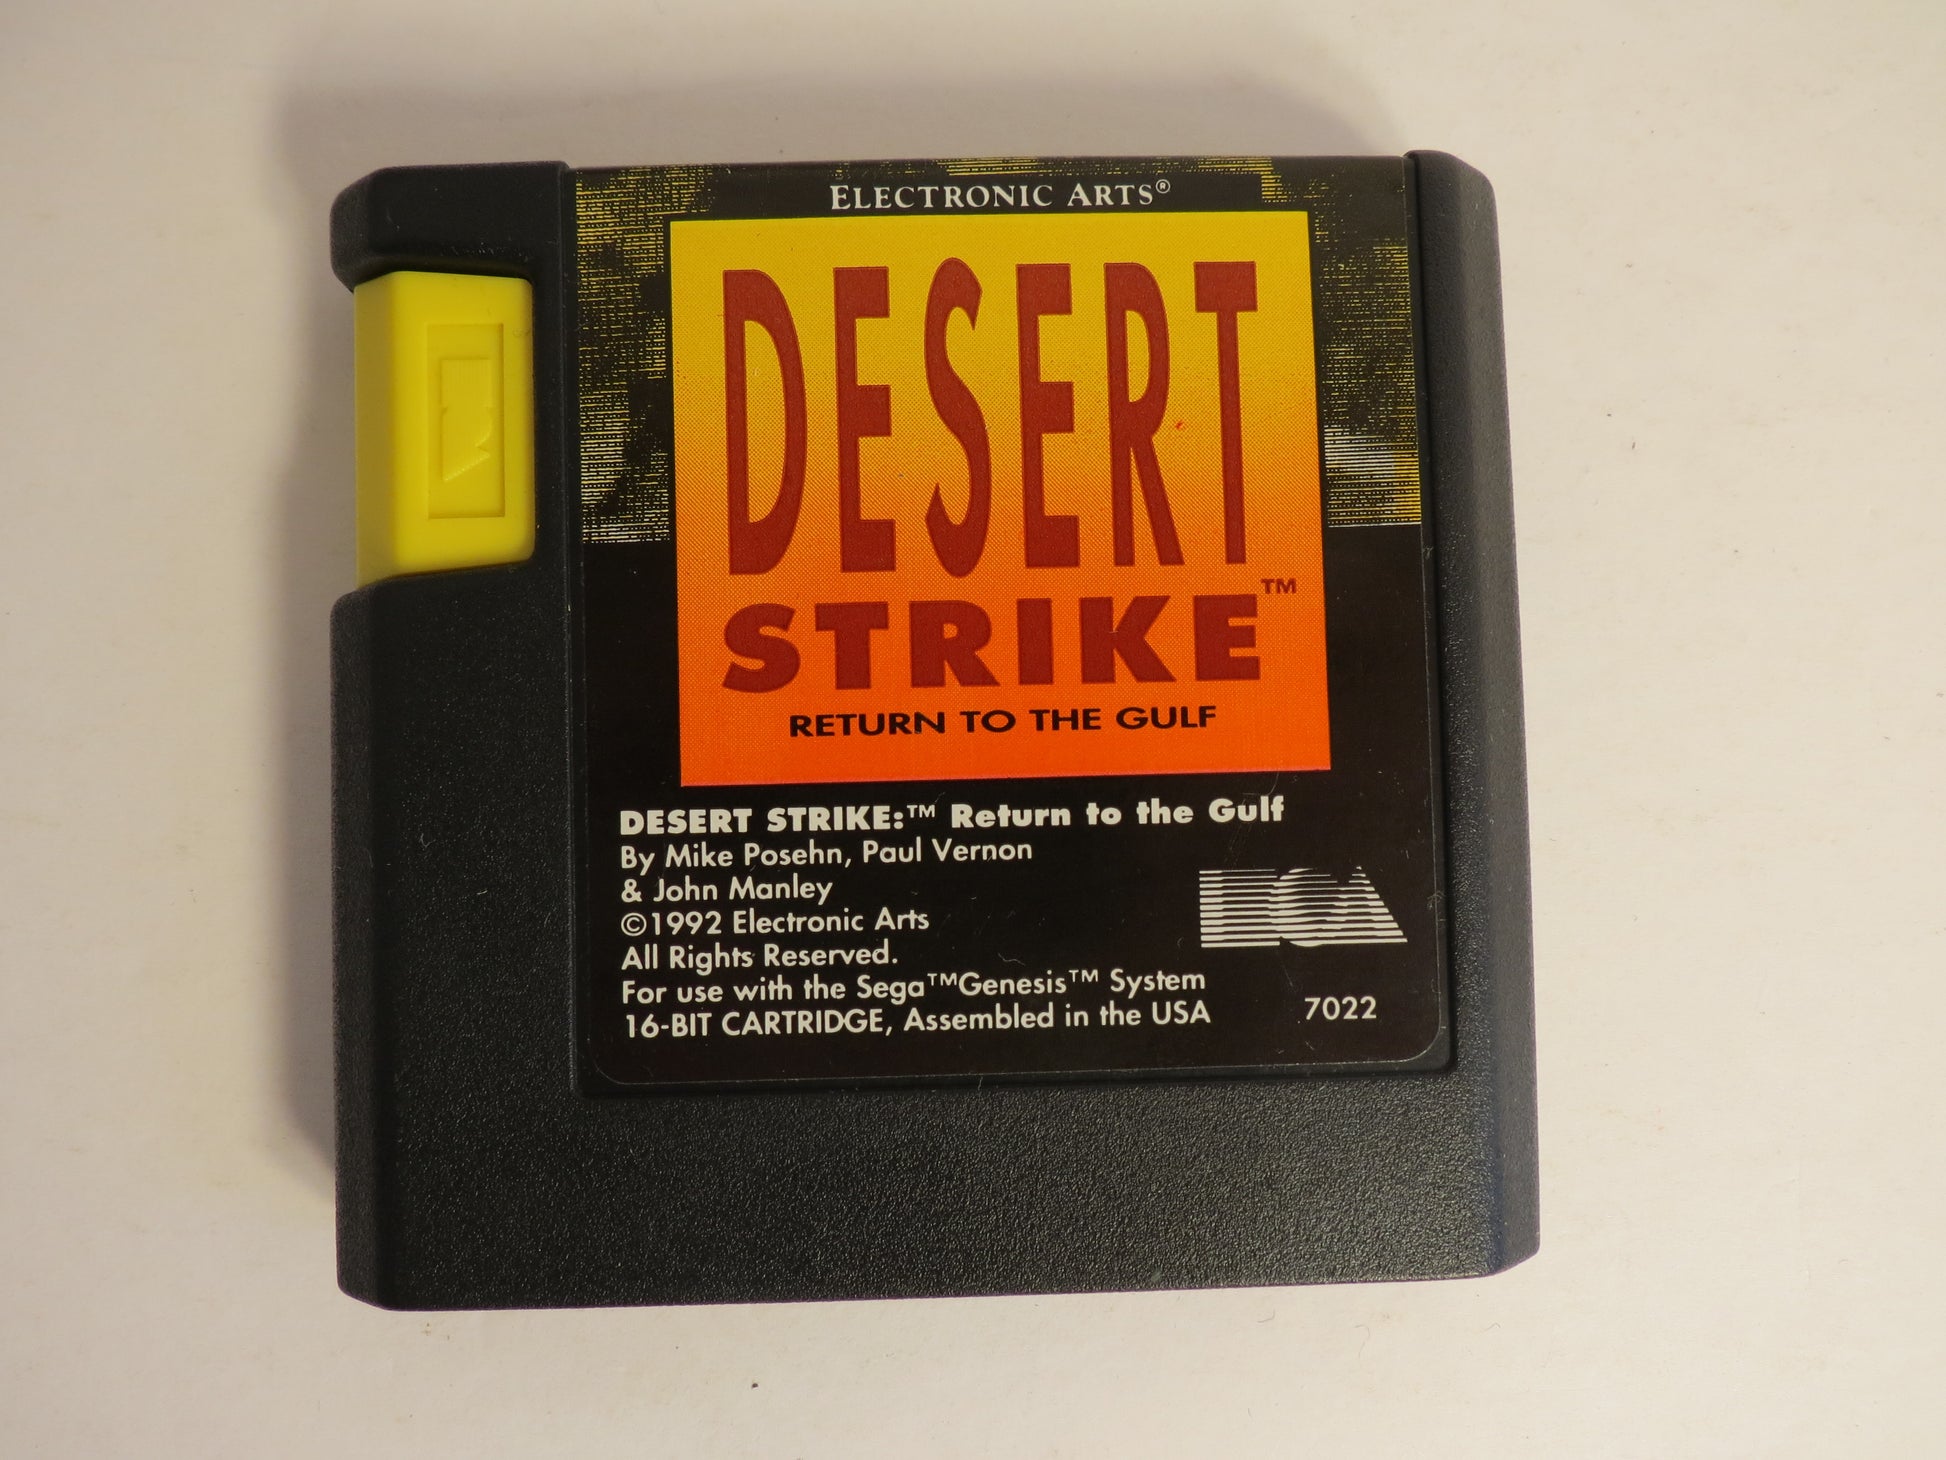 ELECTRONIC ARTS®
DESERT
STRIKE™
RETURN TO THE GULF
DESERT STRIKE:™ Return to the Gulf
By Mike Posehn, Paul Vernon
& John Manley
©1992 Electronic Arts
All Rights Reserved.
For use with the Sega™Genesis™ System
16-BIT CARTRIDGE, Assembled in the USA
EA
7022